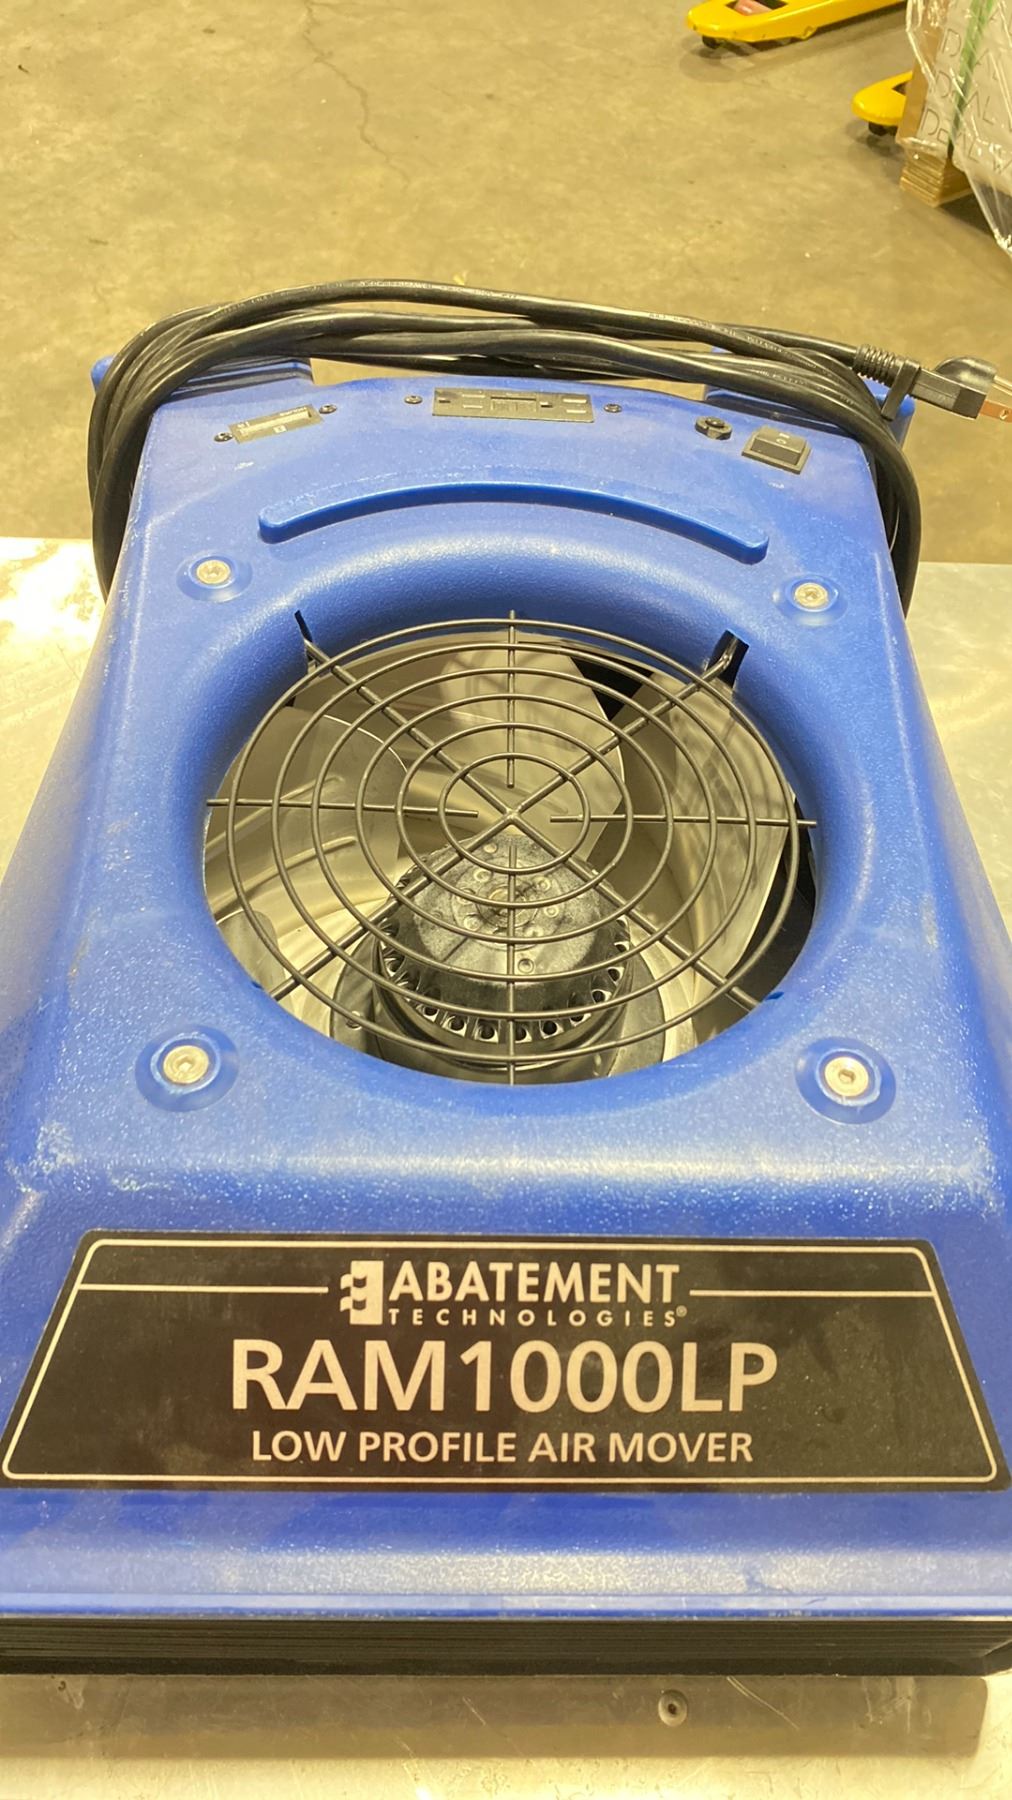 ABATEMENT
TECHNOLOGIES®
RAM1000LP
LOW PROFILE AIR MOVER